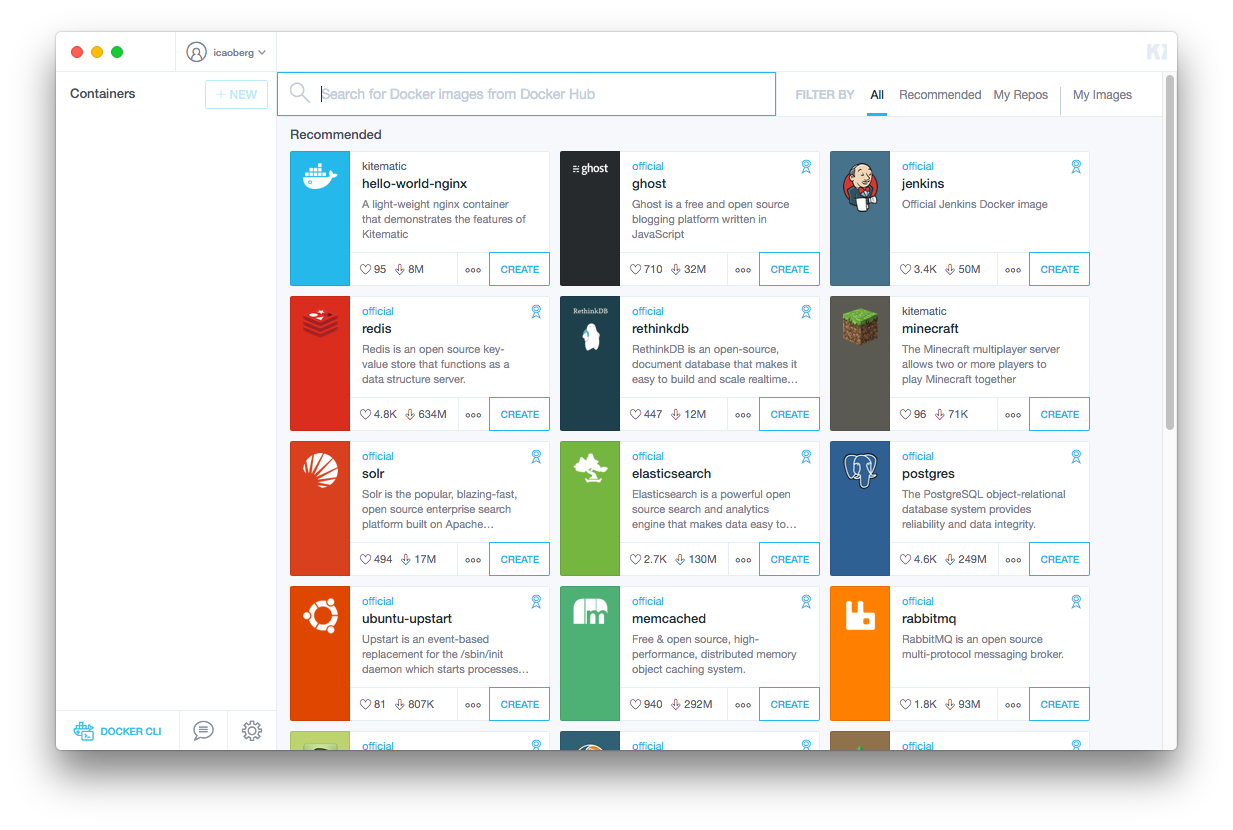 icaoberg
Containers
+ NEW
Search for Docker images from Docker Hub
FILTER BY All Recommended My Repos My Images
Recommended
kitematic
hello-world-nginx
A light-weight nginx container
that demonstrates the features of
Kitematic
95 8M
CREATE
ghost
official
ghost
Ghost is a free and open source
blogging platform written in
JavaScript
710 32M
CREATE
official
jenkins
Official Jenkins Docker image
3.4K 50M
CREATE
official
redis
Redis is an open source key-
value store that functions as a
data structure server.
4.8K 634M
CREATE
RethinkDB
official
rethinkdb
RethinkDB is an open-source,
document database that makes it
easy to build and scale realtime...
447 12M
CREATE
kitematic
minecraft
The Minecraft multiplayer server
allows two or more players to
play Minecraft together
96 71K
CREATE
official
solr
Solr is the popular, blazing-fast,
open source enterprise search
platform built on Apache...
494 17M
CREATE
official
elasticsearch
Elasticsearch is a powerful open
source search and analytics
engine that makes data easy to...
2.7K 130M
CREATE
official
postgres
The PostgreSQL object-relational
database system provides
reliability and data integrity.
4.6K 249M
CREATE
official
ubuntu-upstart
Upstart is an event-based
replacement for the /sbin/init
daemon which starts processes...
81 807K
CREATE
m
official
memcached
Free & open source, high-
performance, distributed memory
object caching system.
940 292M
CREATE
official
rabbitmq
RabbitMQ is an open source
multi-protocol messaging broker.
1.8K 93M
CREATE
official
official
official
DOCKER CLI